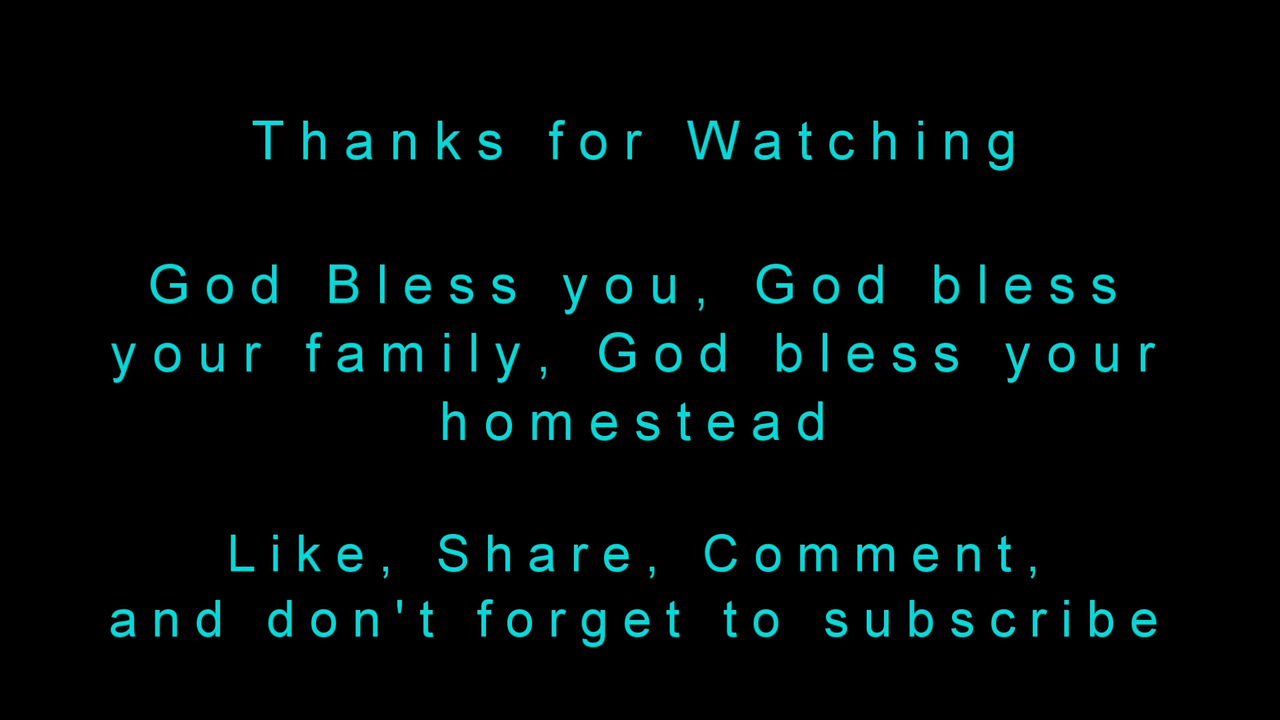 Thanks for Watching
God Bless you, God bless
your family, God bless your
homestead
Like, Share, Comment,
and don't forget to subscribe